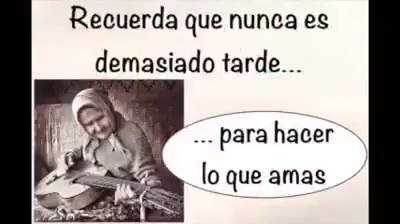 Recuerda que nunca es
demasiado tarde...
... para hacer
lo que amas